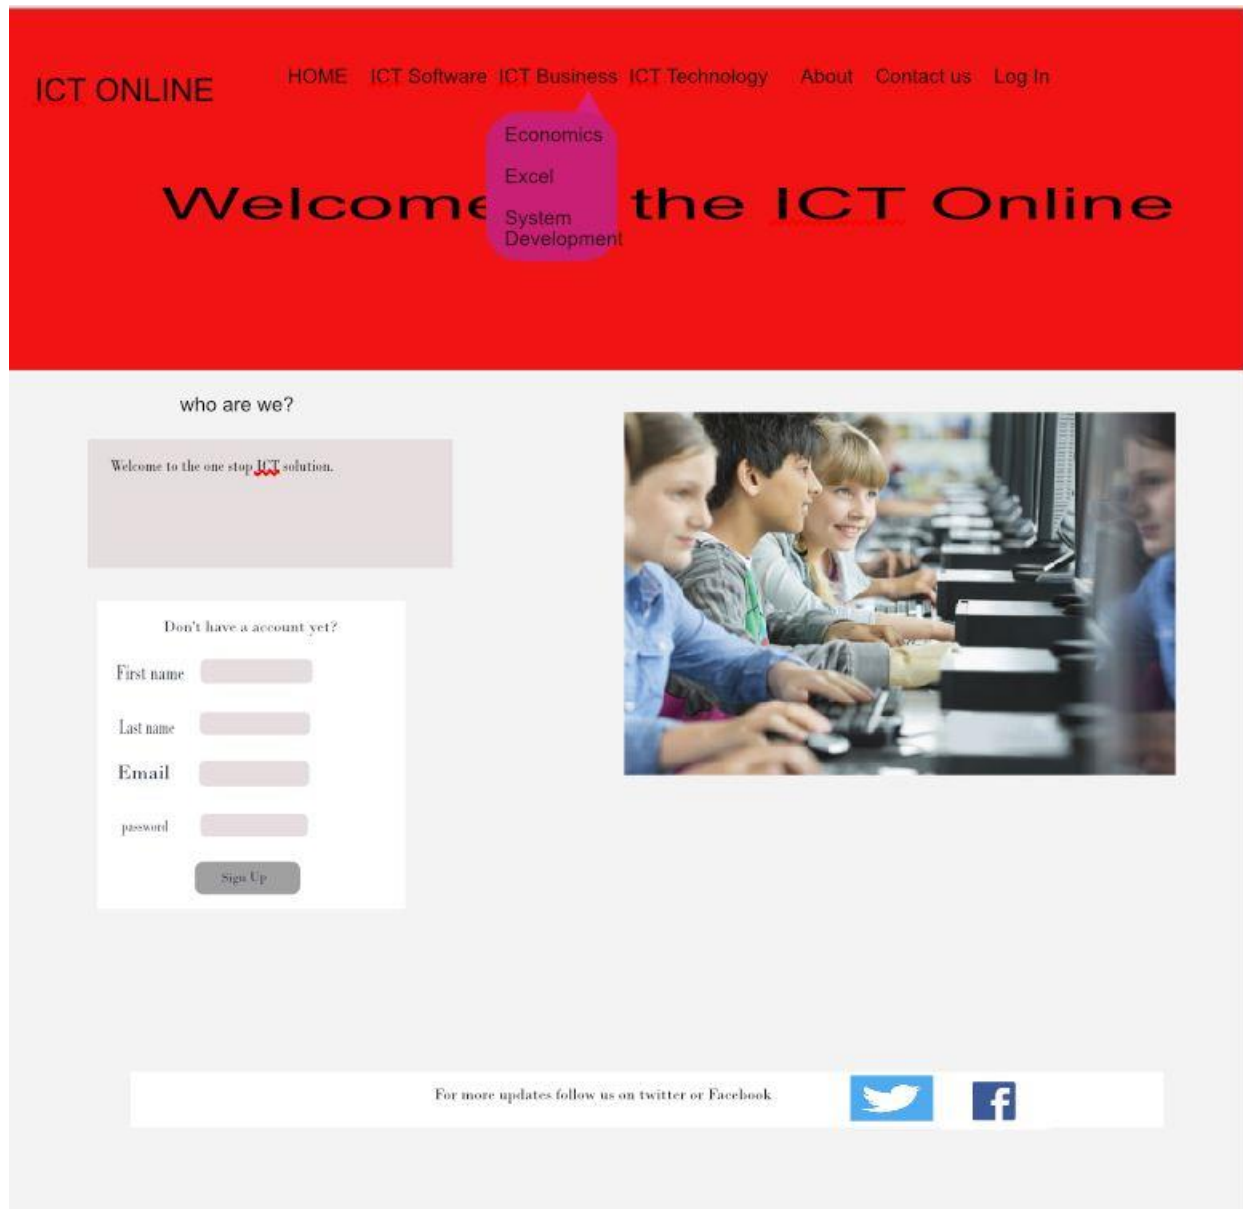 ICT ONLINE
HOME ICT Software ICT Business ICT Technology About Contact us Log In
Economics
Excel
System
Development
Welcome the ICT Online
who are we?
Welcome to the one stop ICT solution.
Don't have a account yet?
First name
Last name
Email
password
Sign Up
For more updates follow us on twitter or Facebook
f